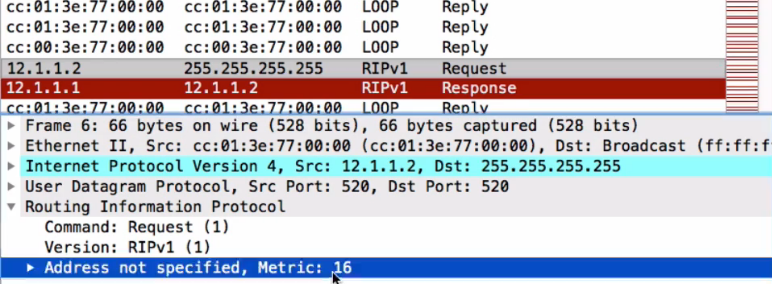 cc:01:3e:77:00:00 cc:01:3e:77:00:00 LOOP Reply
cc:01:3e:77:00:00 cc:01:3e:77:00:00 LOOP Reply
cc:00:3e:77:00:00 cc:00:3e:77:00:00 LOOP Reply
12.1.1.2 255.255.255.255 RIPv1 Request
12.1.1.1 12.1.1.2 RIPv1 Response
cc:01:3e:77:00:00 cc:01:3e:77:00:00 LOOP Reply
Frame 6: 66 bytes on wire (528 bits), 66 bytes captured (528 bits)
Ethernet II, Src: cc:01:3e:77:00:00 (cc:01:3e:77:00:00), Dst: Broadcast (ff:ff:f
Internet Protocol Version 4, Src: 12.1.1.2, Dst: 255.255.255.255
User Datagram Protocol, Src Port: 520, Dst Port: 520
Routing Information Protocol
Command: Request (1)
Version: RIPv1 (1)
Address not specified, Metric: 16